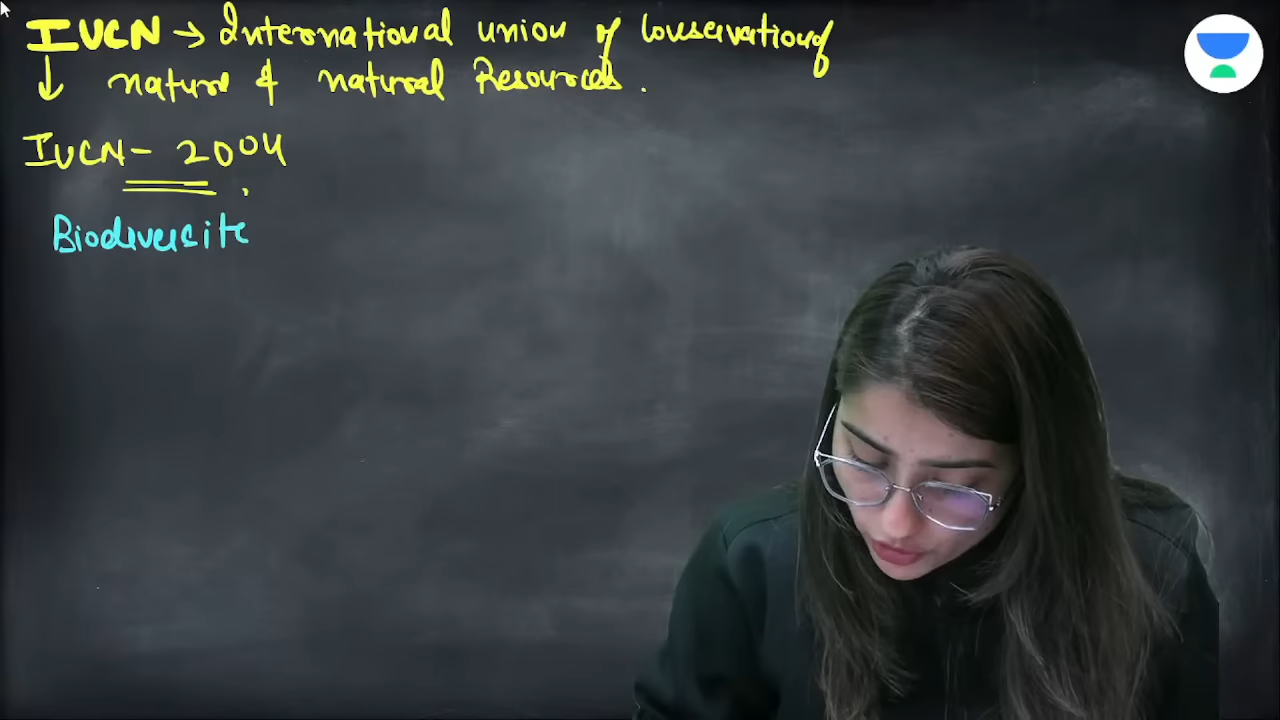 IUCN → International union of Conservation of
↓ nature & natural Resources.
IUCN - 2004
Biodiversite